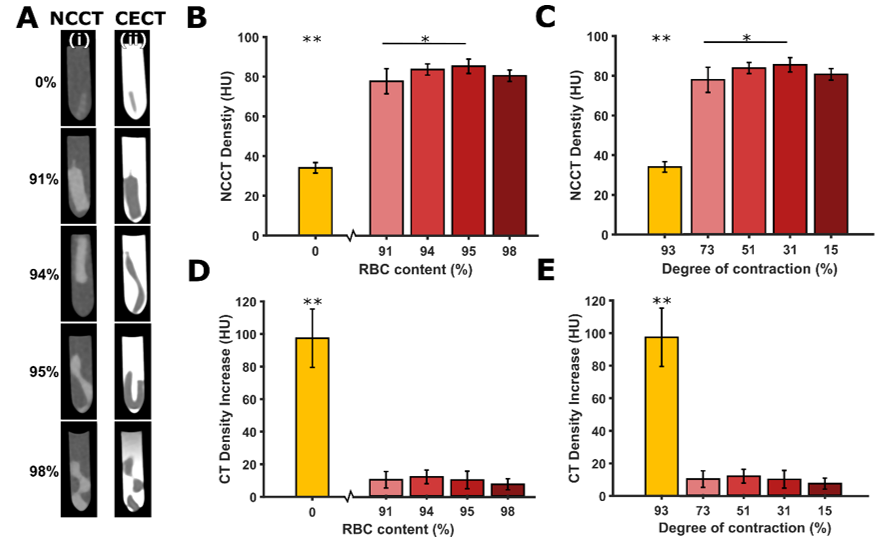 A NCCT CECT
(i) (ii)
0%
91%
94%
95%
98%
B
**
*
100
80
60
40
20
0
NCCT Denstiy (HU)
0 91 94 95 98
RBC content (%)
C
**
*
100
80
60
40
20
0
NCCT Density (HU)
93 73 51 31 15
Degree of contraction (%)
D
**
120
100
80
60
40
20
0
CT Density Increase (HU)
0 91 94 95 98
RBC content (%)
E
**
120
100
80
60
40
20
0
CT Density Increase (HU)
93 73 51 31 15
Degree of contraction (%)